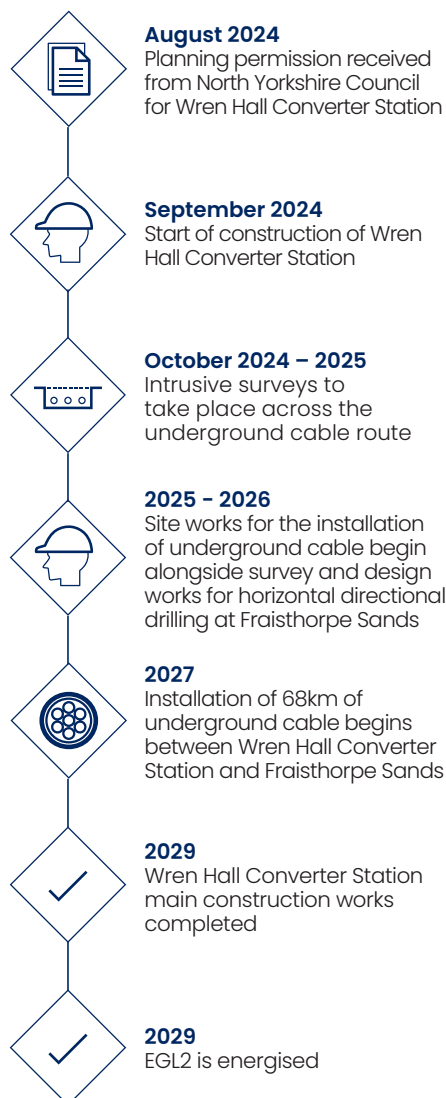 August 2024
Planning permission received
from North Yorkshire Council
for Wren Hall Converter Station
September 2024
Start of construction of Wren
Hall Converter Station
October 2024 – 2025
Intrusive surveys to
take place across the
underground cable route
2025 - 2026
Site works for the installation
of underground cable begin
alongside survey and design
works for horizontal directional
drilling at Fraisthorpe Sands
2027
Installation of 68km of
underground cable begins
between Wren Hall Converter
Station and Fraisthorpe Sands
2029
Wren Hall Converter Station
main construction works
completed
2029
EGL2 is energised